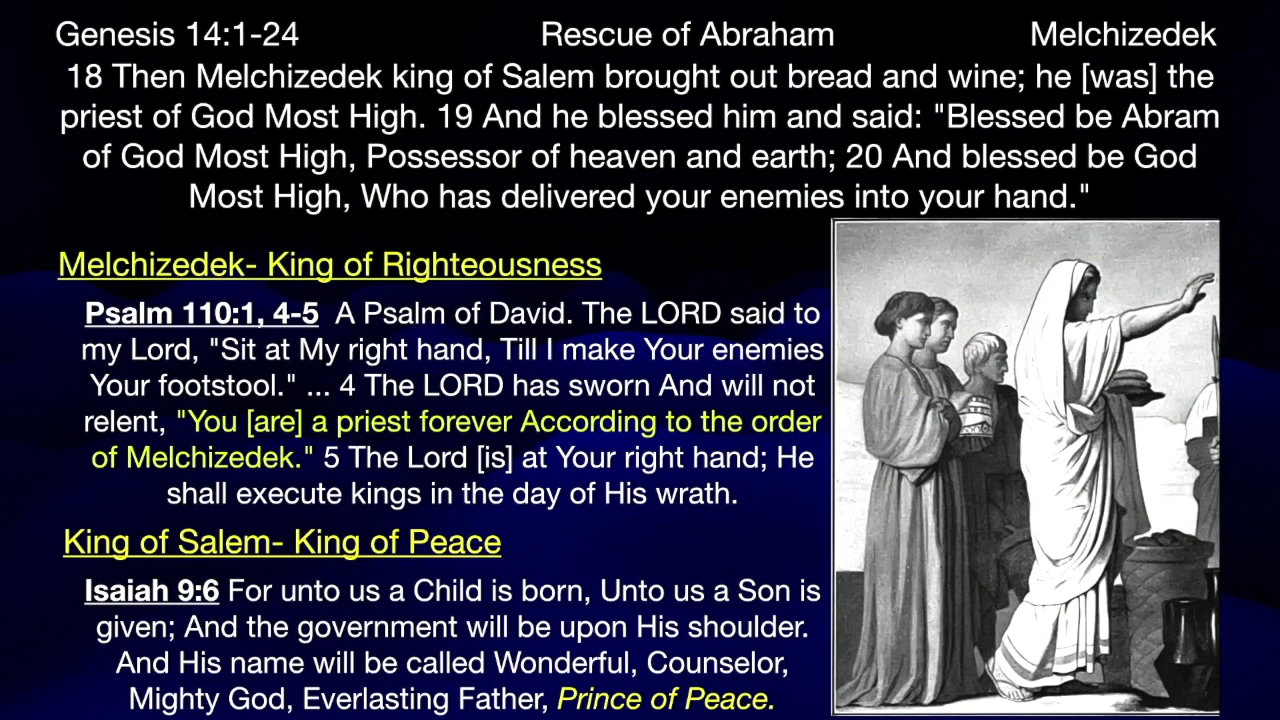 Genesis 14:1-24 Rescue of Abraham Melchizedek
18 Then Melchizedek king of Salem brought out bread and wine; he [was] the
priest of God Most High. 19 And he blessed him and said: "Blessed be Abram
of God Most High, Possessor of heaven and earth; 20 And blessed be God
Most High, Who has delivered your enemies into your hand."
Melchizedek- King of Righteousness
Psalm 110:1, 4-5 A Psalm of David. The LORD said to
my Lord, "Sit at My right hand, Till I make Your enemies
Your footstool." ... 4 The LORD has sworn And will not
relent, "You [are] a priest forever According to the order
of Melchizedek." 5 The Lord [is] at Your right hand; He
shall execute kings in the day of His wrath.
King of Salem- King of Peace
Isaiah 9:6 For unto us a Child is born, Unto us a Son is
given; And the government will be upon His shoulder.
And His name will be called Wonderful, Counselor,
Mighty God, Everlasting Father, Prince of Peace.